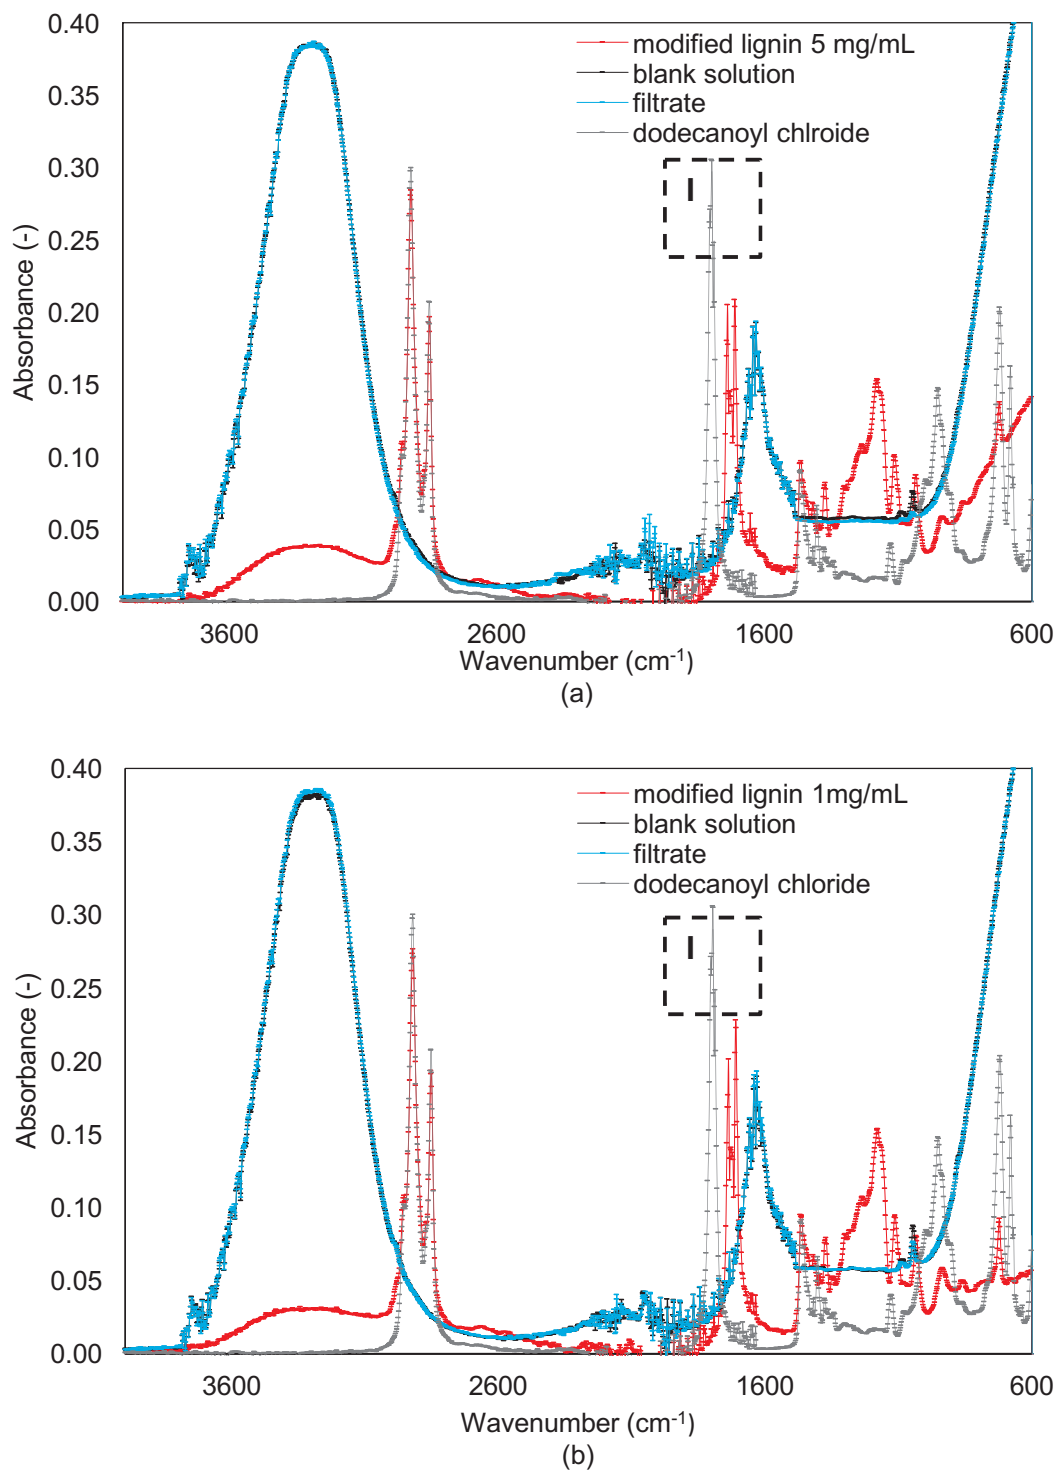 0.40
0.35
0.30
0.25
0.20
0.15
0.10
0.05
0.00
Absorbance (-)
modified lignin 5 mg/mL
blank solution
filtrate
dodecanoyl chlroide
I
3600 2600 1600 600
Wavenumber (cm-1)
(a)
0.40
0.35
0.30
0.25
0.20
0.15
0.10
0.05
0.00
Absorbance (-)
modified lignin 1mg/mL
blank solution
filtrate
dodecanoyl chloride
I
3600 2600 1600 600
Wavenumber (cm-1)
(b)